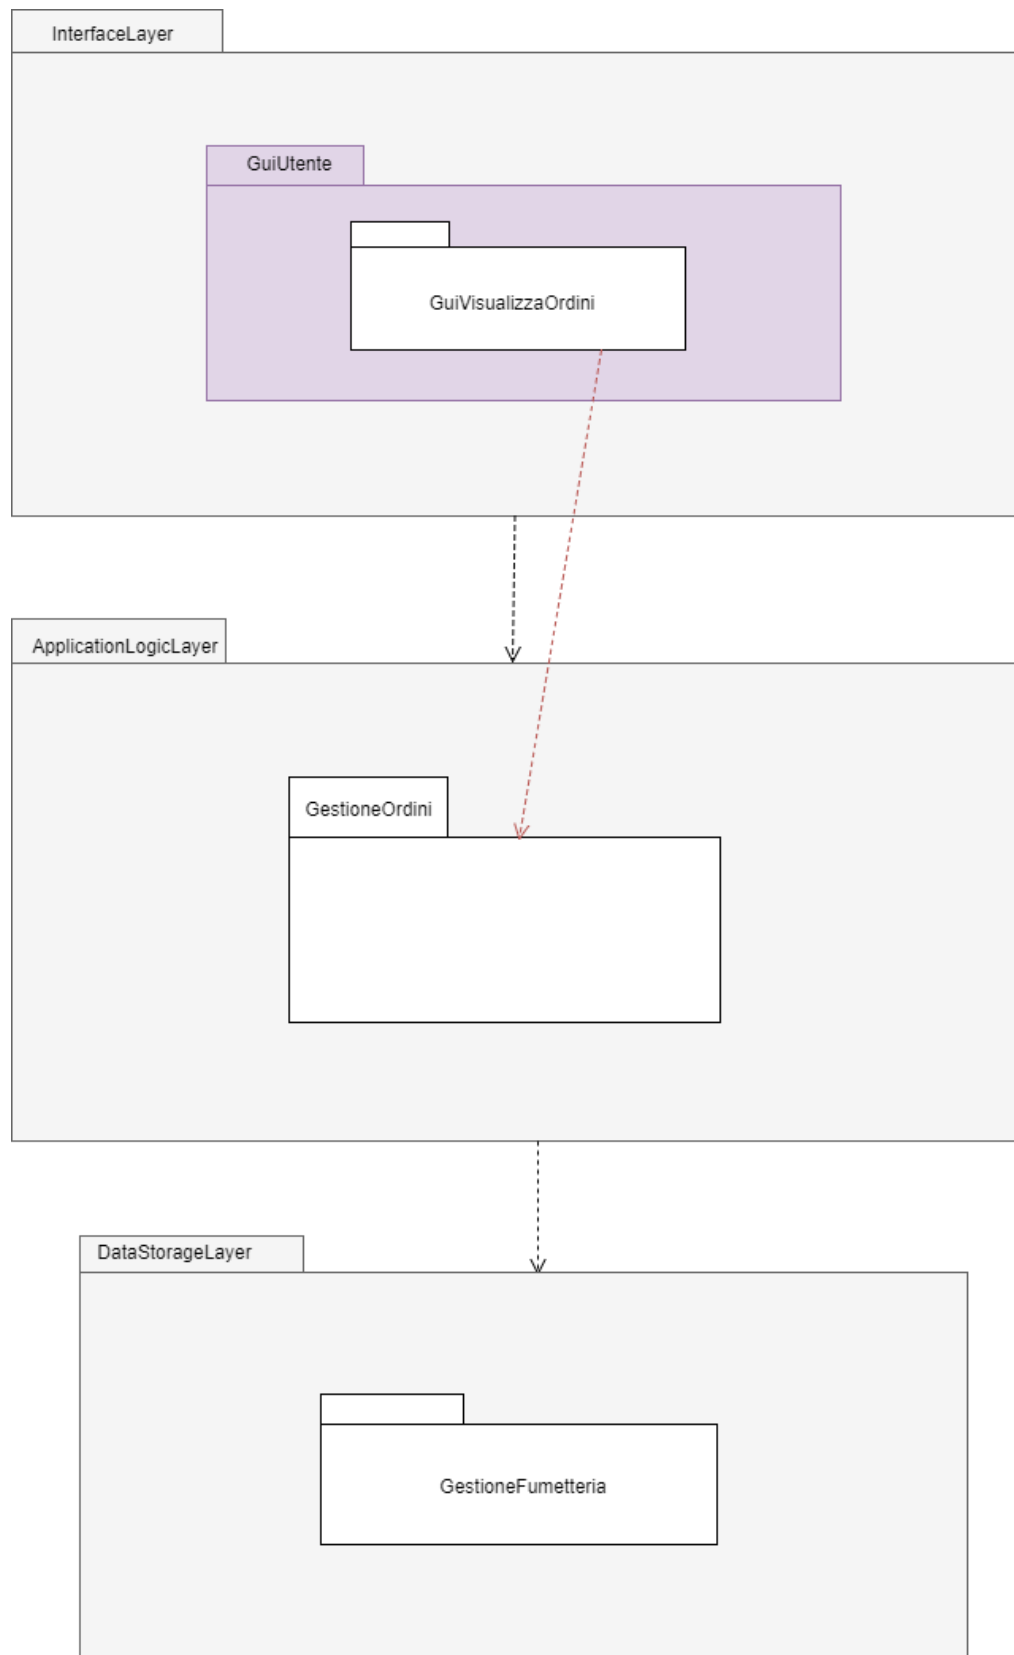 InterfaceLayer
GuiUtente
GuiVisualizzaOrdini
ApplicationLogicLayer
GestioneOrdini
DataStorageLayer
GestioneFumetteria